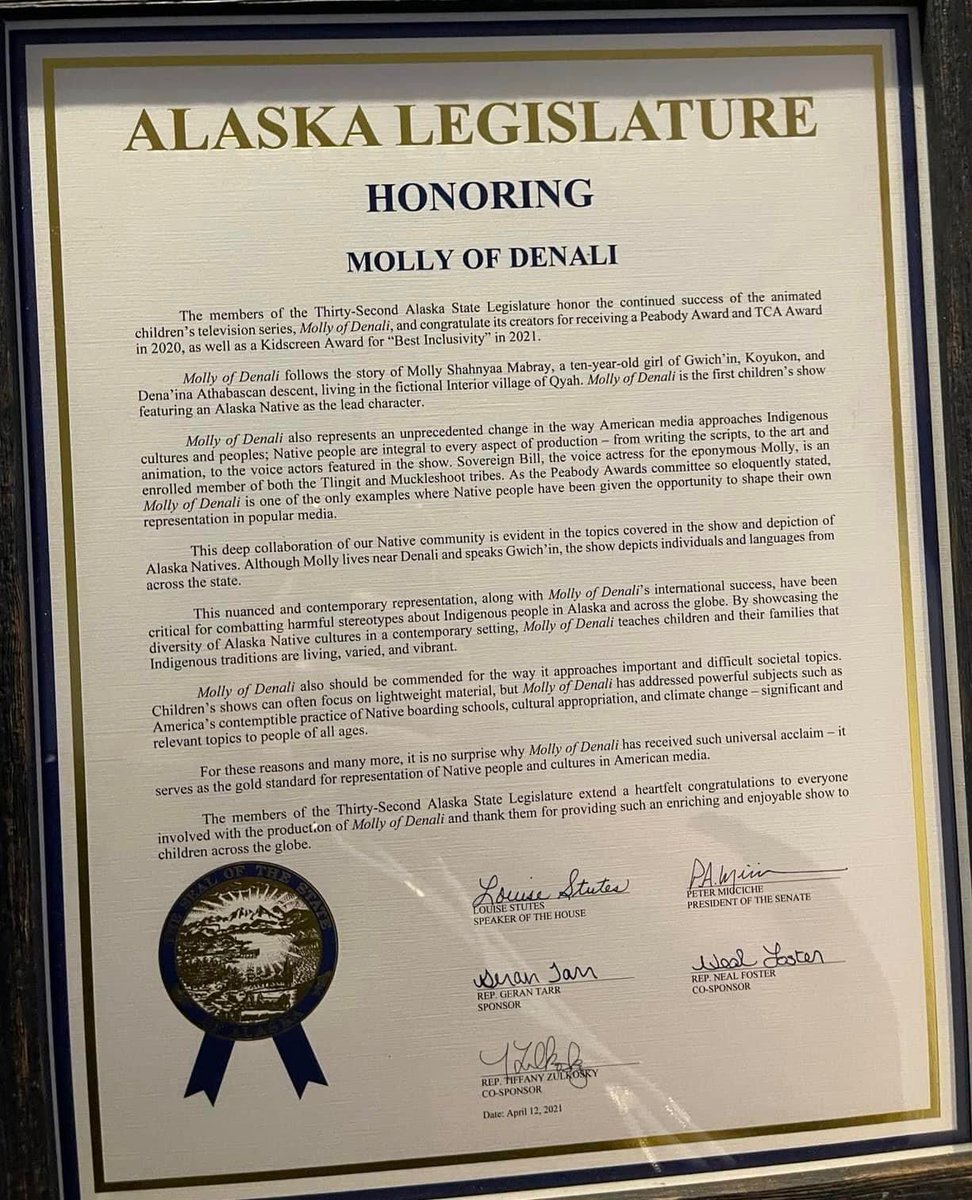 ALASKA LEGISLATURE
HONORING
MOLLY OF DENALI
The members of the Thirty-Second Alaska State Legislature honor the continued success of the animated
children's television series, Molly of Denali, and congratulate its creators for receiving a Peabody Award and TCA Award
in 2020, as well as a Kidscreen Award for "Best Inclusivity" in 2021.
Molly of Denali follows the story of Molly Shahnyaa Mabray, a ten-year-old girl of Gwich'in, Koyukon, and
Dena'ina Athabascan descent, living in the fictional Interior village of Qyah. Molly of Denali is the first children's show
featuring an Alaska Native as the lead character.
Molly of Denali also represents an unprecedented change in the way American media approaches Indigenous
cultures and peoples; Native people are integral to every aspect of production – from writing the scripts, to the art and
animation, to the voice actors featured in the show. Sovereign Bill, the voice actress for the eponymous Molly, is an
enrolled member of both the Tlingit and Muckleshoot tribes. As the Peabody Awards committee so eloquently stated,
Molly of Denali is one of the only examples where Native people have been given the opportunity to shape their own
representation in popular media.
This deep collaboration of our Native community is evident in the topics covered in the show and depiction of
Alaska Natives. Although Molly lives near Denali and speaks Gwich'in, the show depicts individuals and languages from
across the state.
This nuanced and contemporary representation, along with Molly of Denali's international success, have been
critical for combatting harmful stereotypes about Indigenous people in Alaska and across the globe. By showcasing the
diversity of Alaska Native cultures in a contemporary setting, Molly of Denali teaches children and their families that
Indigenous traditions are living, varied, and vibrant.
Molly of Denali also should be commended for the way it approaches important and difficult societal topics.
Children's shows can often focus on lightweight material, but Molly of Denali has addressed powerful subjects such as
America's contemptible practice of Native boarding schools, cultural appropriation, and climate change – significant and
relevant topics to people of all ages.
For these reasons and many more, it is no surprise why Molly of Denali has received such universal acclaim – it
serves as the gold standard for representation of Native people and cultures in American media.
The members of the Thirty-Second Alaska State Legislature extend a heartfelt congratulations to everyone
involved with the production of Molly of Denali and thank them for providing such an enriching and enjoyable show to
children across the globe.
THE SEAL OF THE STATE
OF ALASKA
Louise Stutes
LOUISE STUTES
SPEAKER OF THE HOUSE
PETER MICCICHE
PRESIDENT OF THE SENATE
Geran Tarr
REP. GERAN TARR
SPONSOR
Neal Foster
REP. NEAL FOSTER
CO-SPONSOR
REP. TIFFANY ZULKOSKY
CO-SPONSOR
Date: April 12, 2021